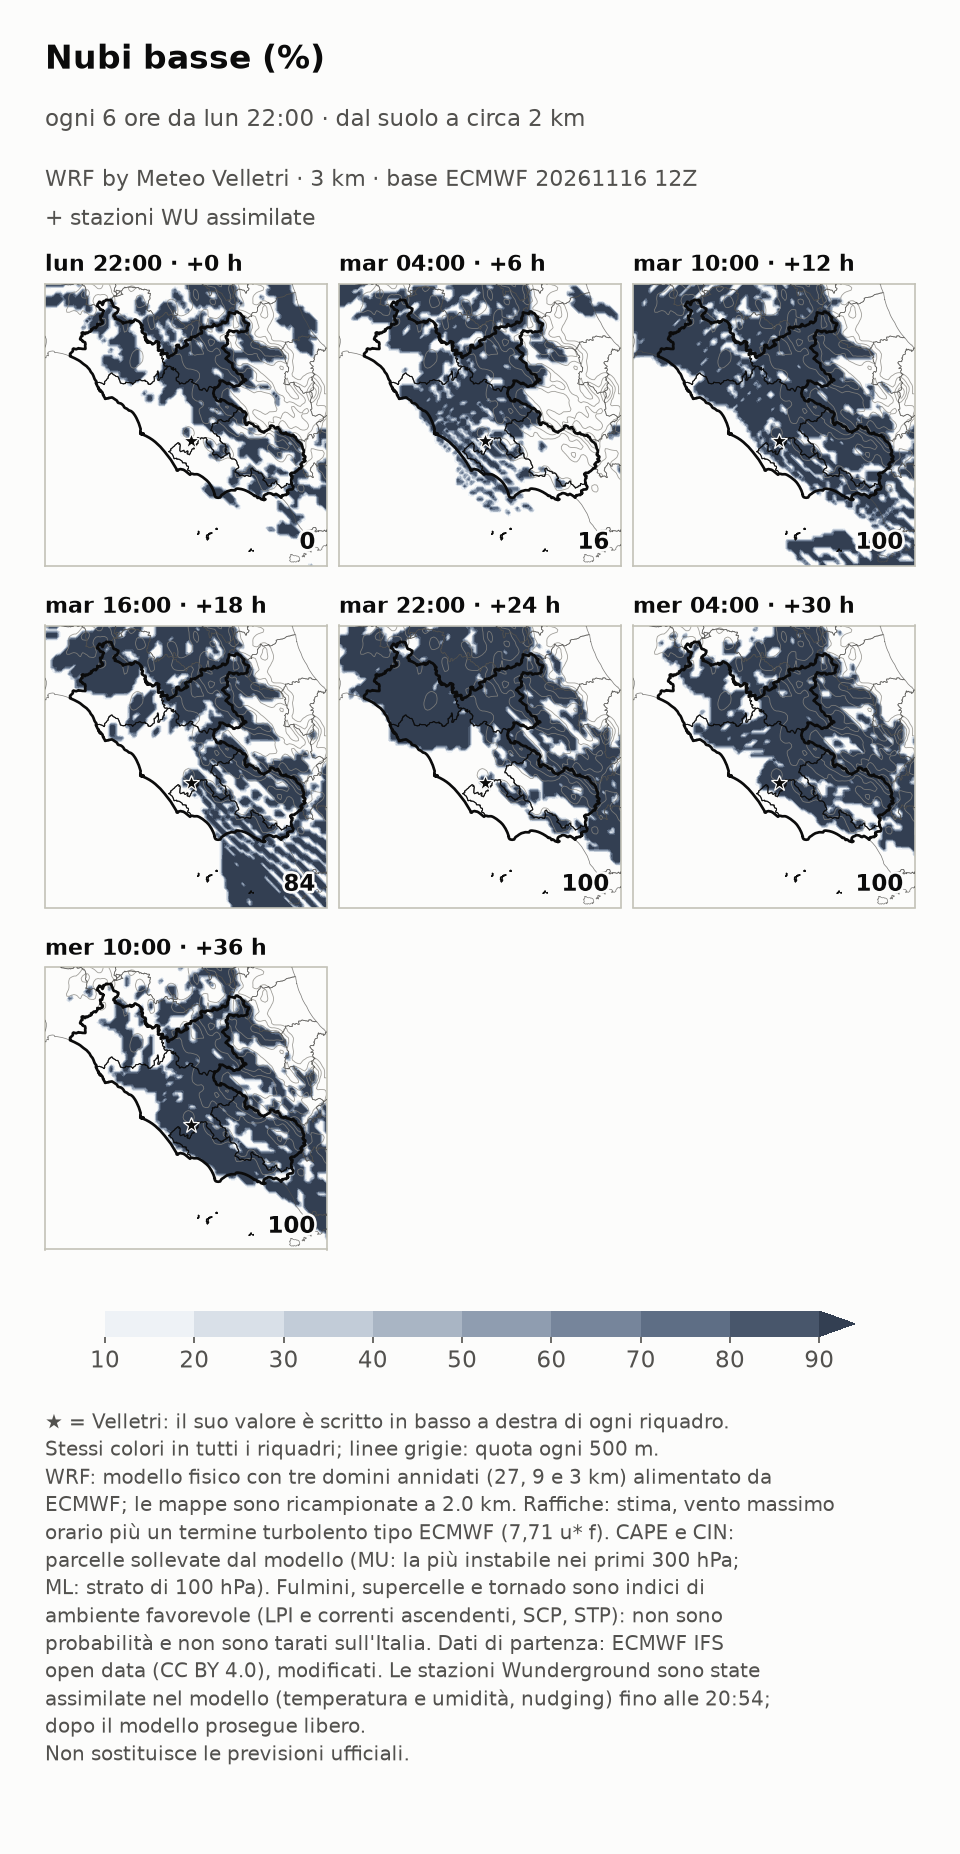 Nubi basse (%)
ogni 6 ore da lun 22:00 · dal suolo a circa 2 km
WRF by Meteo Velletri · 3 km · base ECMWF 20261116 12Z
+ stazioni WU assimilate
lun 22:00 · +0 h
mar 04:00 · +6 h
mar 10:00 · +12 h
0
16
100
mar 16:00 · +18 h
mar 22:00 · +24 h
mer 04:00 · +30 h
84
100
100
mer 10:00 · +36 h
100
10 20 30 40 50 60 70 80 90
★ = Velletri: il suo valore è scritto in basso a destra di ogni riquadro.
Stessi colori in tutti i riquadri; linee grigie: quota ogni 500 m.
WRF: modello fisico con tre domini annidati (27, 9 e 3 km) alimentato da
ECMWF; le mappe sono ricampionate a 2.0 km. Raffiche: stima, vento massimo
orario più un termine turbolento tipo ECMWF (7,71 u* f). CAPE e CIN:
parcelle sollevate dal modello (MU: la più instabile nei primi 300 hPa;
ML: strato di 100 hPa). Fulmini, supercelle e tornado sono indici di
ambiente favorevole (LPI e correnti ascendenti, SCP, STP): non sono
probabilità e non sono tarati sull'Italia. Dati di partenza: ECMWF IFS
open data (CC BY 4.0), modificati. Le stazioni Wunderground sono state
assimilate nel modello (temperatura e umidità, nudging) fino alle 20:54;
dopo il modello prosegue libero.
Non sostituisce le previsioni ufficiali.